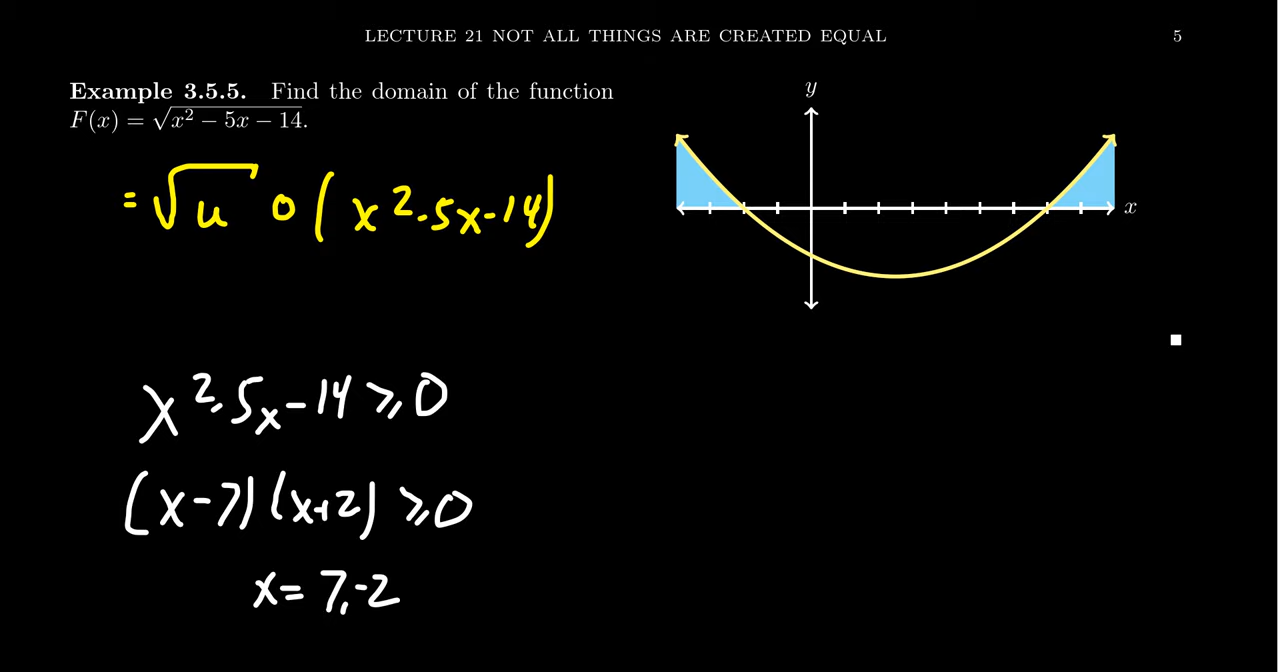 LECTURE 21 NOT ALL THINGS ARE CREATED EQUAL 5
Example 3.5.5. Find the domain of the function
F(x) = √(x² − 5x − 14).
y
x
= √u ∘ (x²-5x-14)
x²-5x-14 ≥ 0
(x-7)(x+2) ≥ 0
x = 7,-2